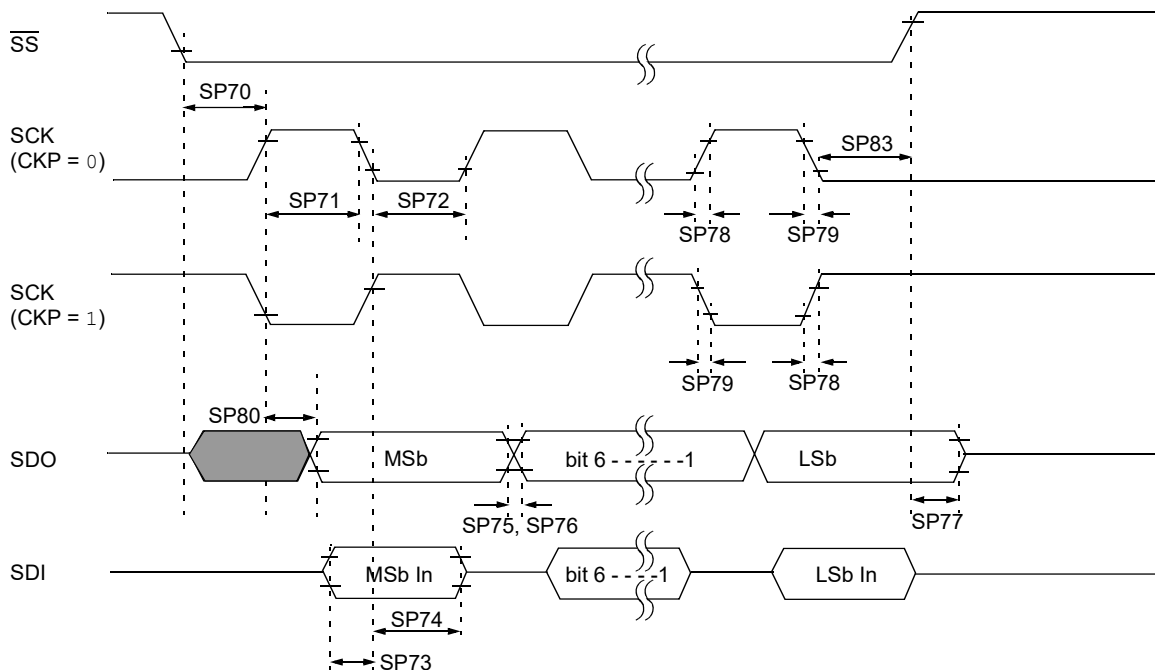 SS
SP70
SCK
(CKP = 0)
SP83
SP71
SP72
SP78
SP79
SCK
(CKP = 1)
SP79
SP78
SP80
SDO
MSb
bit 6 - - - - - -1
LSb
SP75, SP76
SP77
SDI
MSb In
bit 6 - - - - -1
LSb In
SP74
SP73